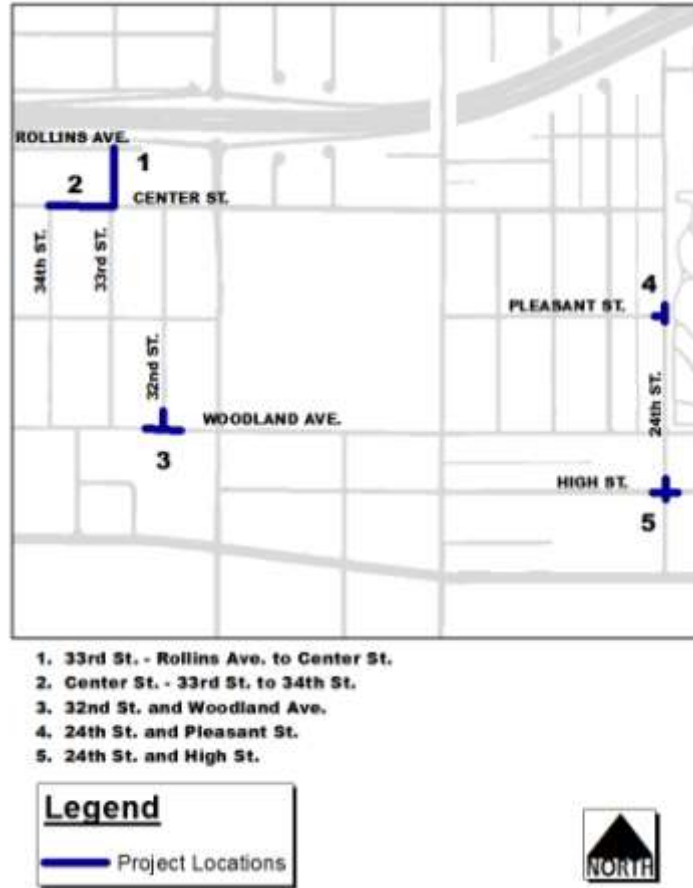 ROLLINS AVE.
1
2
CENTER ST.
34th ST.
33rd ST.
4
PLEASANT ST.
32nd ST.
24th ST.
WOODLAND AVE.
3
HIGH ST.
5
1. 33rd St. - Rollins Ave. to Center St.
2. Center St. - 33rd St. to 34th St.
3. 32nd St. and Woodland Ave.
4. 24th St. and Pleasant St.
5. 24th St. and High St.
Legend
Project Locations
NORTH